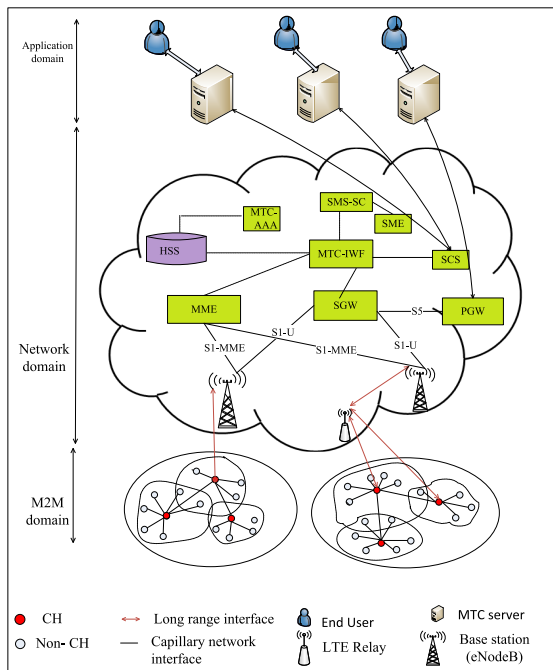 Application
domain
SMS-SC
MTC-
AAA
SME
HSS
MTC-IWF
SCS
MME
SGW
S5
PGW
S1-U
S1-U
S1-MME
S1-MME
Network
domain
M2M
domain
CH
Long range interface
End User
MTC server
Non- CH
Capillary network
interface
LTE Relay
Base station
(eNodeB)